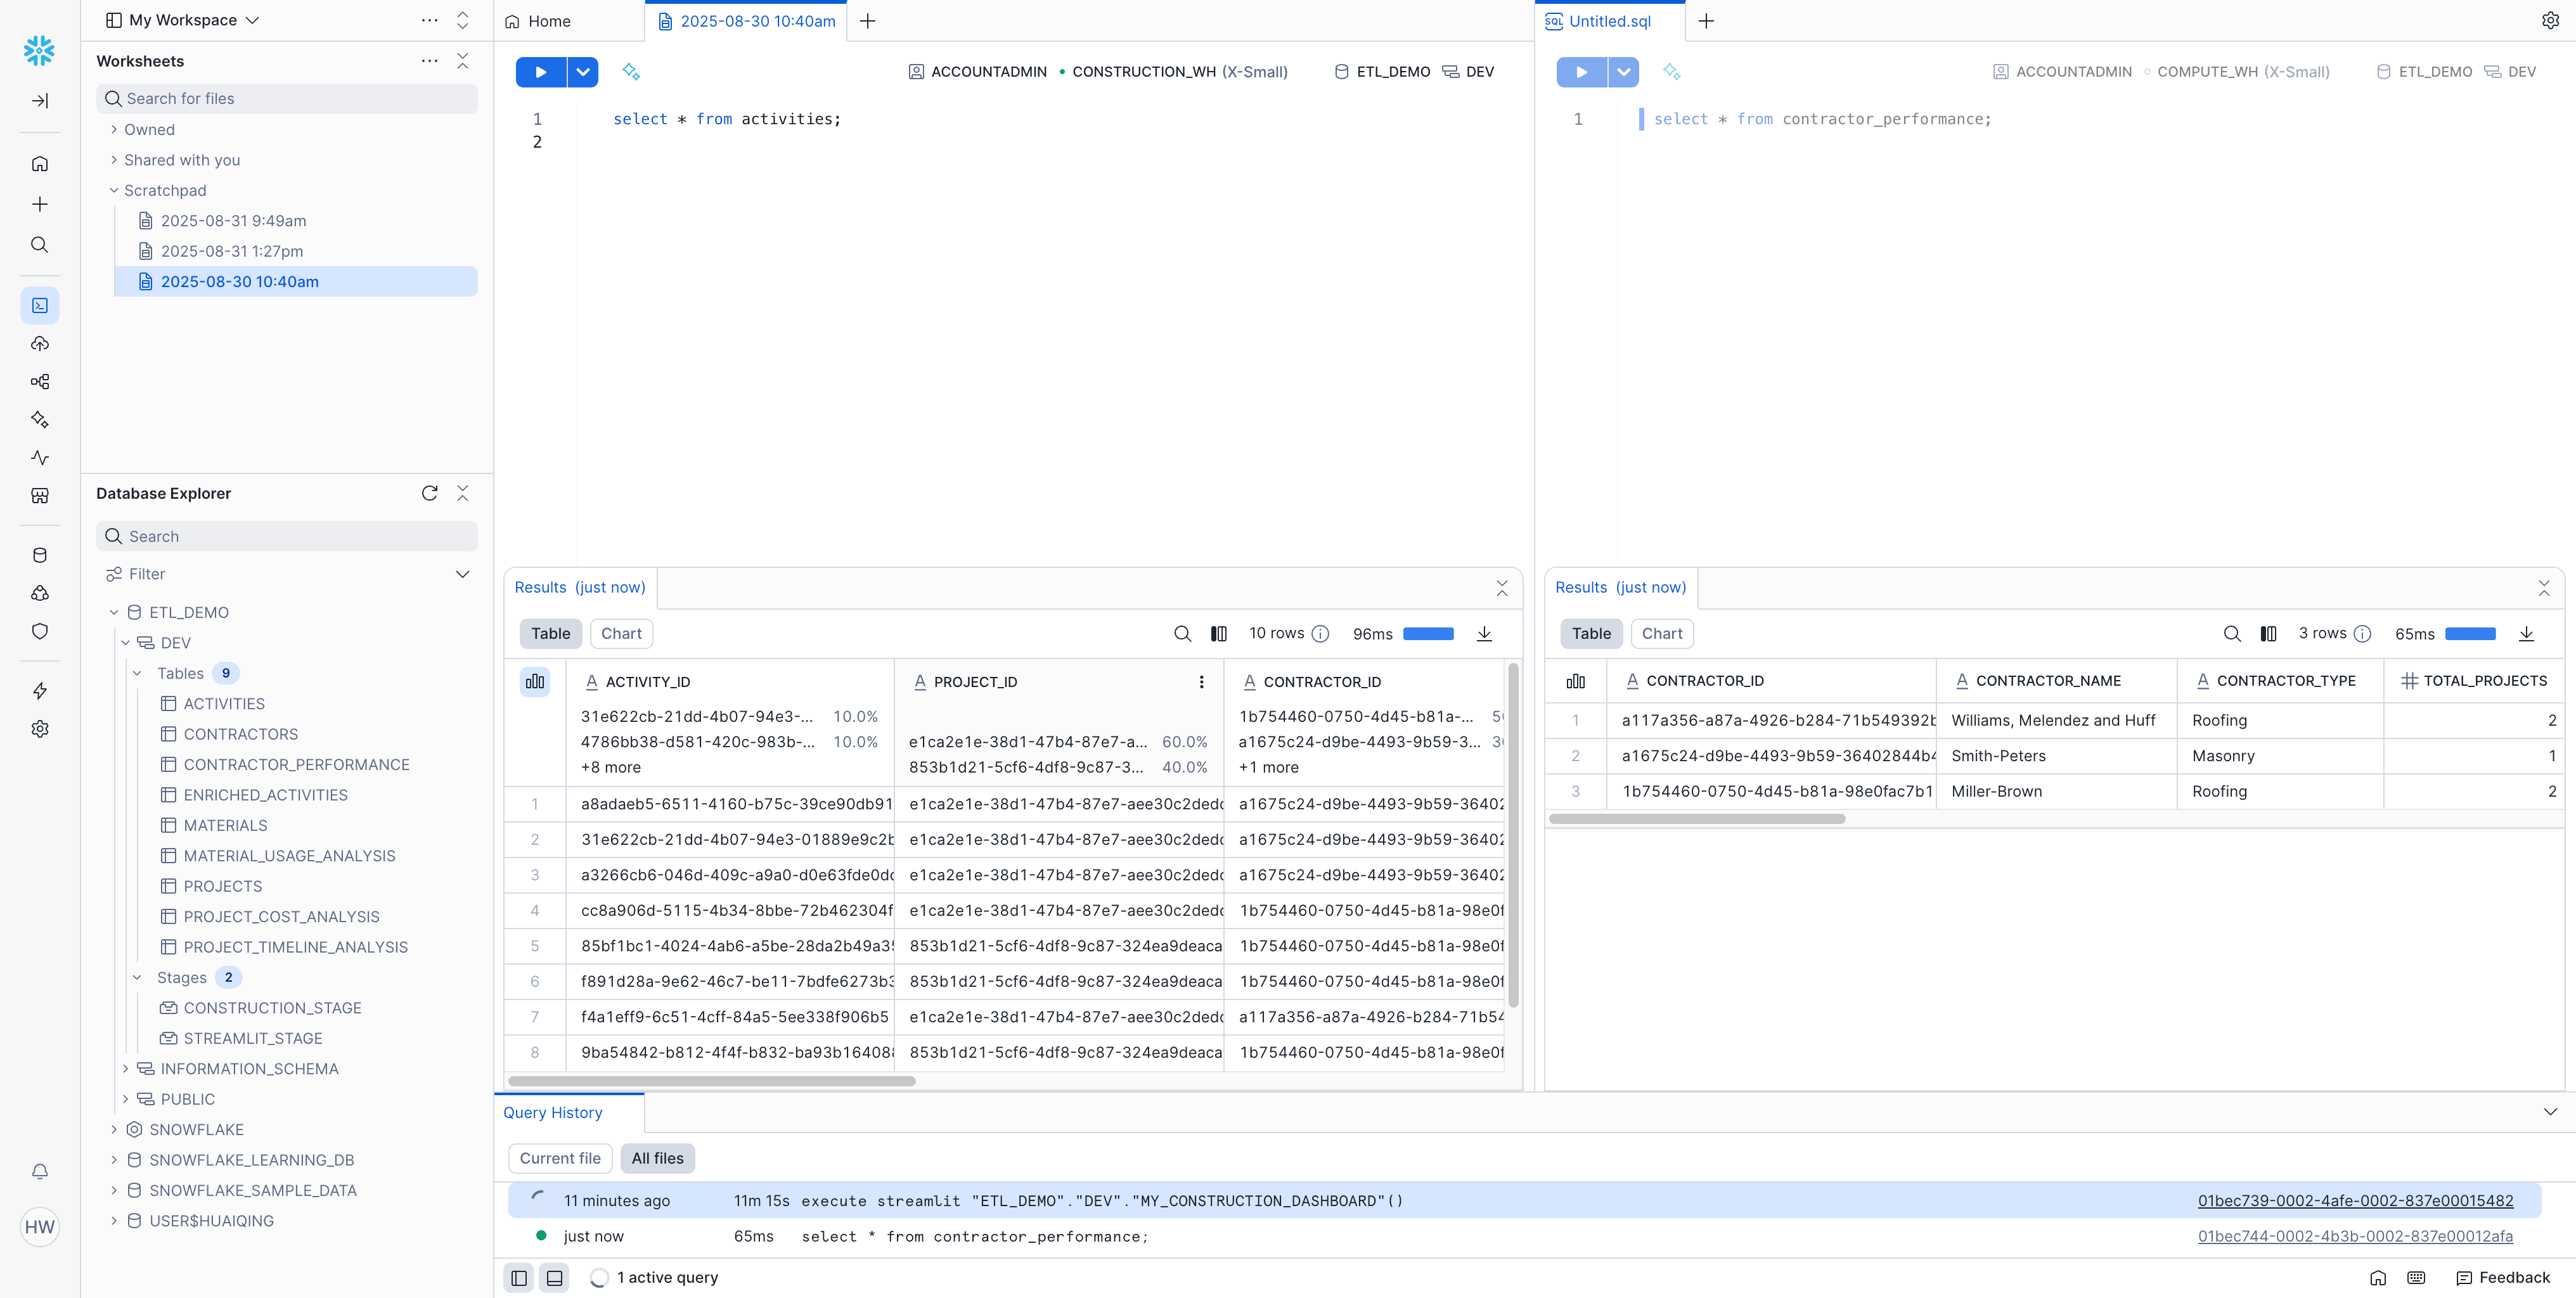 My Workspace
Worksheets
Search for files
Owned
Shared with you
Scratchpad
2025-08-31 9:49am
2025-08-31 1:27pm
2025-08-30 10:40am
Database Explorer
Search
Filter
ETL_DEMO
DEV
Tables 9
ACTIVITIES
CONTRACTORS
CONTRACTOR_PERFORMANCE
ENRICHED_ACTIVITIES
MATERIALS
MATERIAL_USAGE_ANALYSIS
PROJECTS
PROJECT_COST_ANALYSIS
PROJECT_TIMELINE_ANALYSIS
Stages 2
CONSTRUCTION_STAGE
STREAMLIT_STAGE
INFORMATION_SCHEMA
PUBLIC
SNOWFLAKE
SNOWFLAKE_LEARNING_DB
SNOWFLAKE_SAMPLE_DATA
USER$HUAIQING
HW
Home 2025-08-30 10:40am
ACCOUNTADMIN CONSTRUCTION_WH (X-Small) ETL_DEMO DEV
1 select * from activities;
2
Results (just now)
Table Chart 10 rows 96ms
ACTIVITY_ID PROJECT_ID CONTRACTOR_ID
31e622cb-21dd-4b07-94e3-... 10.0% 1b754460-0750-4d45-b81a-...
4786bb38-d581-420c-983b-... 10.0% e1ca2e1e-38d1-47b4-87e7-a... 60.0% a1675c24-d9be-4493-9b59-3...
+8 more 853b1d21-5cf6-4df8-9c87-3... 40.0% +1 more
1 a8adaeb5-6511-4160-b75c-39ce90db91 e1ca2e1e-38d1-47b4-87e7-aee30c2dedc a1675c24-d9be-4493-9b59-36402
2 31e622cb-21dd-4b07-94e3-01889e9c2b e1ca2e1e-38d1-47b4-87e7-aee30c2dedc a1675c24-d9be-4493-9b59-36402
3 a3266cb6-046d-409c-a9a0-d0e63fde0dc e1ca2e1e-38d1-47b4-87e7-aee30c2dedc a1675c24-d9be-4493-9b59-36402
4 cc8a906d-5115-4b34-8bbe-72b462304f e1ca2e1e-38d1-47b4-87e7-aee30c2dedc 1b754460-0750-4d45-b81a-98e0f
5 85bf1bc1-4024-4ab6-a5be-28da2b49a35 853b1d21-5cf6-4df8-9c87-324ea9deaca 1b754460-0750-4d45-b81a-98e0f
6 f891d28a-9e62-46c7-be11-7bdfe6273b3 853b1d21-5cf6-4df8-9c87-324ea9deaca 1b754460-0750-4d45-b81a-98e0f
7 f4a1eff9-6c51-4cff-84a5-5ee338f906b5 e1ca2e1e-38d1-47b4-87e7-aee30c2dedc a117a356-a87a-4926-b284-71b54
8 9ba54842-b812-4f4f-b832-ba93b164088 853b1d21-5cf6-4df8-9c87-324ea9deaca 1b754460-0750-4d45-b81a-98e0f
SQL Untitled.sql
ACCOUNTADMIN COMPUTE_WH (X-Small) ETL_DEMO DEV
1 select * from contractor_performance;
Results (just now)
Table Chart 3 rows 65ms
CONTRACTOR_ID CONTRACTOR_NAME CONTRACTOR_TYPE TOTAL_PROJECTS
1 a117a356-a87a-4926-b284-71b549392b Williams, Melendez and Huff Roofing 2
2 a1675c24-d9be-4493-9b59-36402844b4 Smith-Peters Masonry 1
3 1b754460-0750-4d45-b81a-98e0fac7b1 Miller-Brown Roofing 2
Query History
Current file All files
11 minutes ago 11m 15s execute streamlit "ETL_DEMO"."DEV"."MY_CONSTRUCTION_DASHBOARD"() 01bec739-0002-4afe-0002-837e00015482
just now 65ms select * from contractor_performance; 01bec744-0002-4b3b-0002-837e00012afa
1 active query Feedback